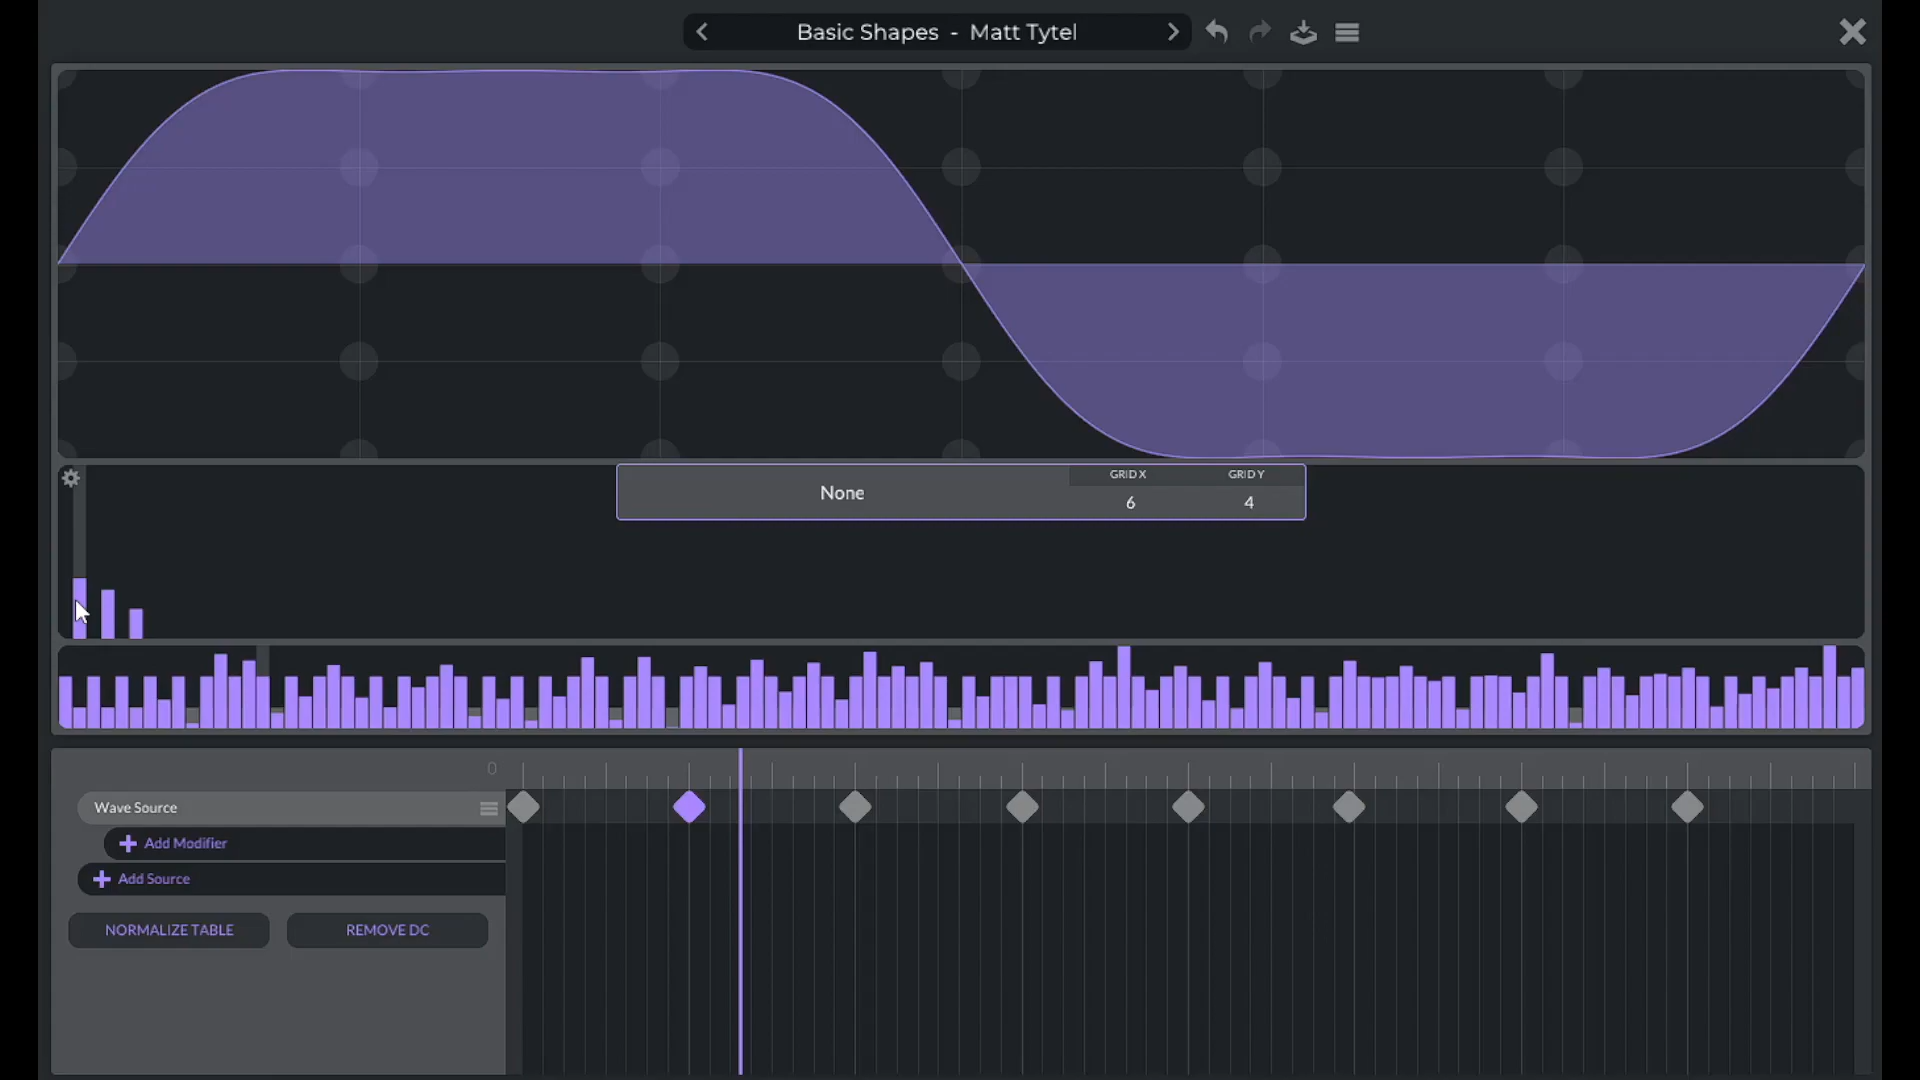 Basic Shapes - Matt Tytel
None
GRID X
GRID Y
6
4
0
Wave Source
Add Modifier
Add Source
NORMALIZE TABLE
REMOVE DC